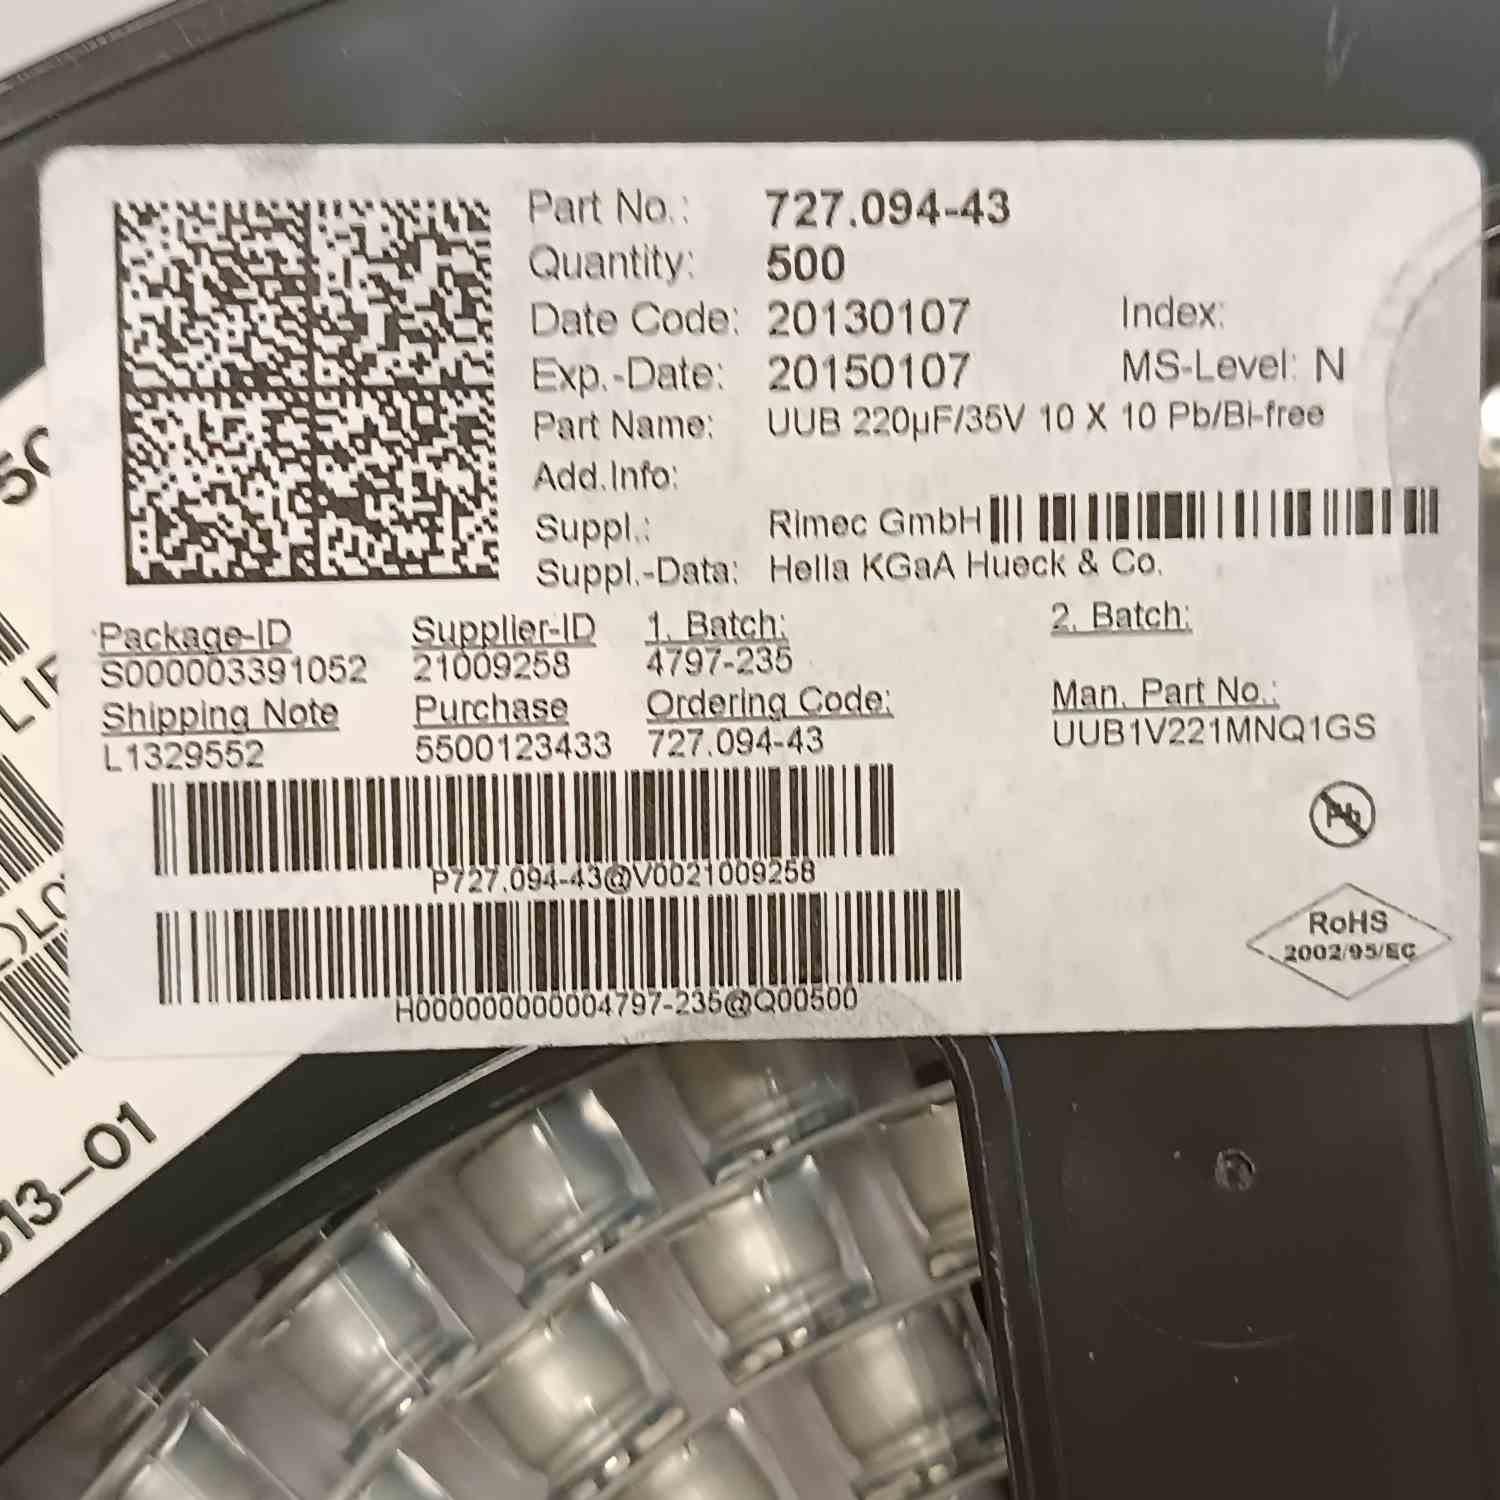 Part No.: 727.094-43
Quantity: 500
Date Code: 20130107 Index:
Exp.-Date: 20150107 MS-Level: N
Part Name: UUB 220µF/35V 10 X 10 Pb/Bi-free
Add.Info:
Suppl.: Rimec GmbH
Suppl.-Data: Hella KGaA Hueck & Co.
Package-ID Supplier-ID 1. Batch: 2. Batch:
S000003391052 21009258 4797-235
Shipping Note Purchase Ordering Code: Man. Part No.:
L1329552 5500123433 727.094-43 UUB1V221MNQ1GS
P727.094-43@V0021009258
H000000000004797-235@Q00500
Pb
RoHS
2002/95/EC
13-01